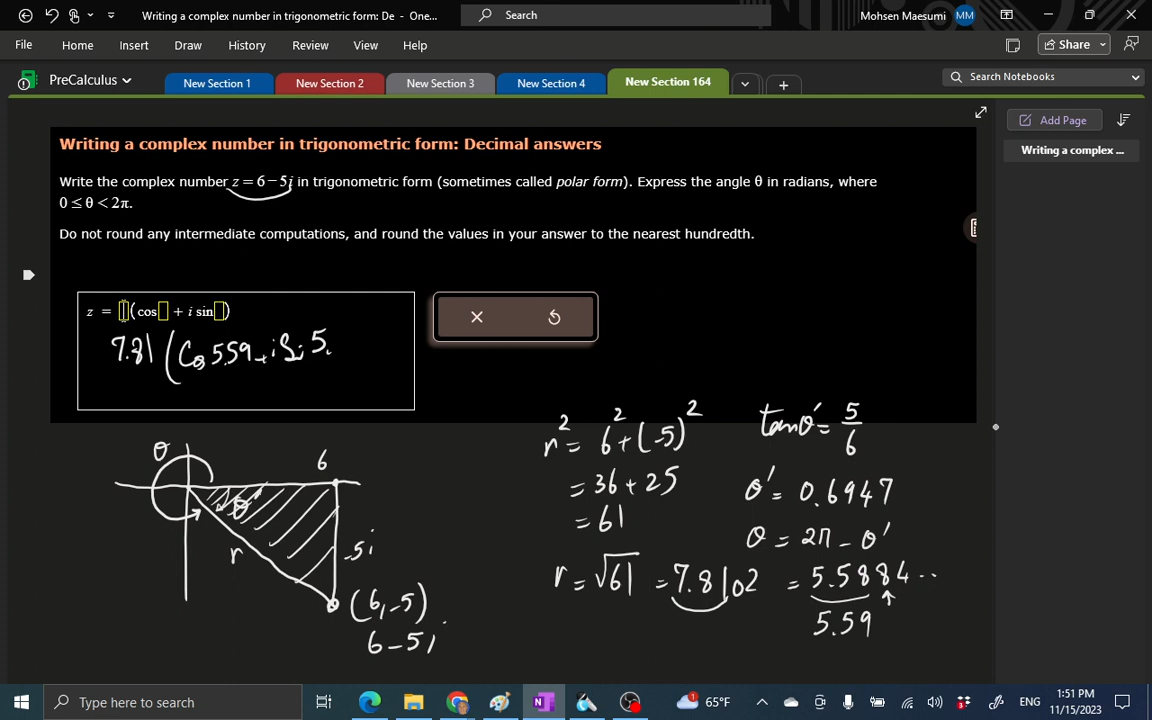 Writing a complex number in trigonometric form: De - One...
Search
Mohsen Maesumi MM
File Home Insert Draw History Review View Help
Share
PreCalculus
New Section 1 New Section 2 New Section 3 New Section 4 New Section 164
Search Notebooks
Add Page
Writing a complex ...
Writing a complex number in trigonometric form: Decimal answers
Write the complex number z = 6 − 5i in trigonometric form (sometimes called polar form). Express the angle θ in radians, where
0 ≤ θ < 2π.
Do not round any intermediate computations, and round the values in your answer to the nearest hundredth.
z = (cos + i sin )
7.81 (Cos 5.59 + i Si 5.
θ
6
θ'
r
-5i
(6, -5)
6 - 5i
r² = 6² + (-5)²
= 36 + 25
= 61
r = √61 = 7.8102
tan θ' = 5/6
θ' = 0.6947
θ = 2π - θ'
= 5.5884 ...
5.59
Type here to search
65°F
ENG
1:51 PM
11/15/2023